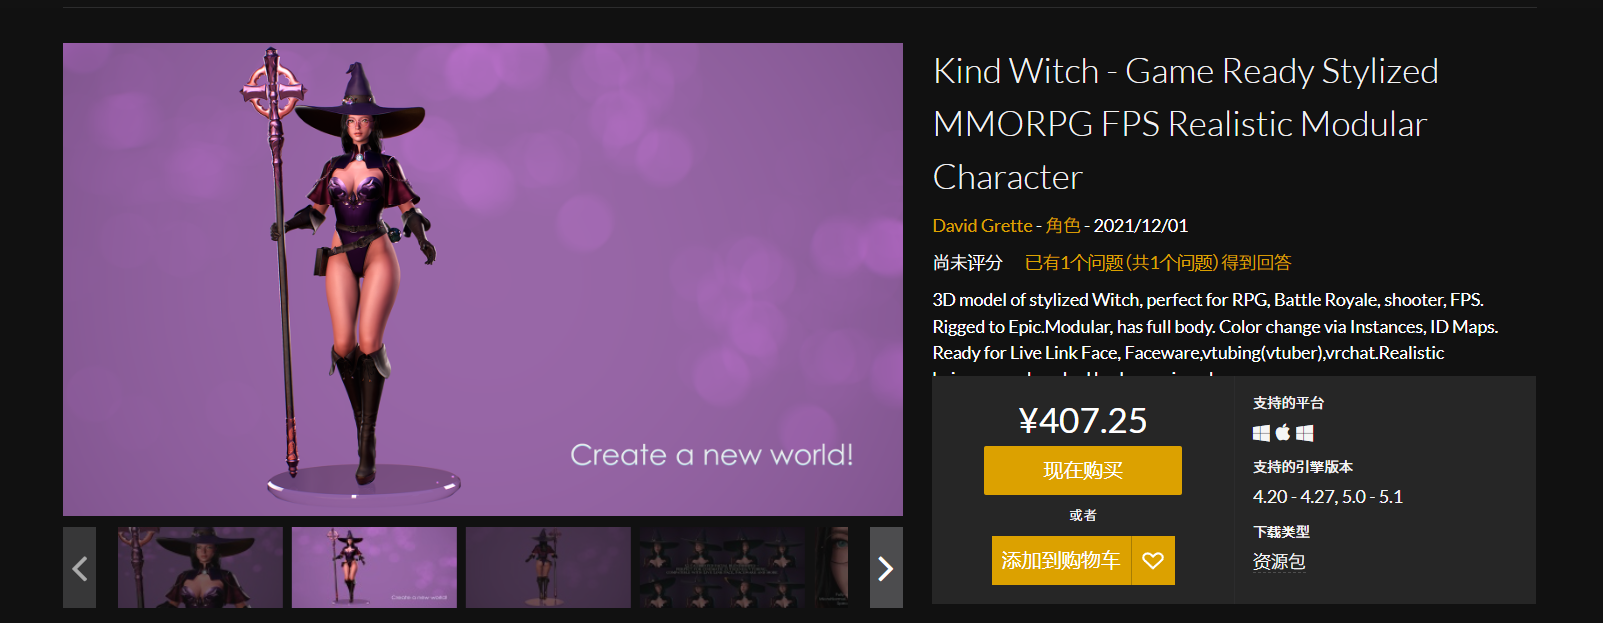 Kind Witch - Game Ready Stylized
MMORPG FPS Realistic Modular
Character
David Grette - 角色 - 2021/12/01
尚未评分 已有1个问题（共1个问题）得到回答
3D model of stylized Witch, perfect for RPG, Battle Royale, shooter, FPS.
Rigged to Epic.Modular, has full body. Color change via Instances, ID Maps.
Ready for Live Link Face, Faceware,vtubing(vtuber),vrchat.Realistic
Create a new world!
Create a new world!
¥407.25
现在购买
或者
添加到购物车
支持的平台
支持的引擎版本
4.20 - 4.27, 5.0 - 5.1
下载类型
资源包